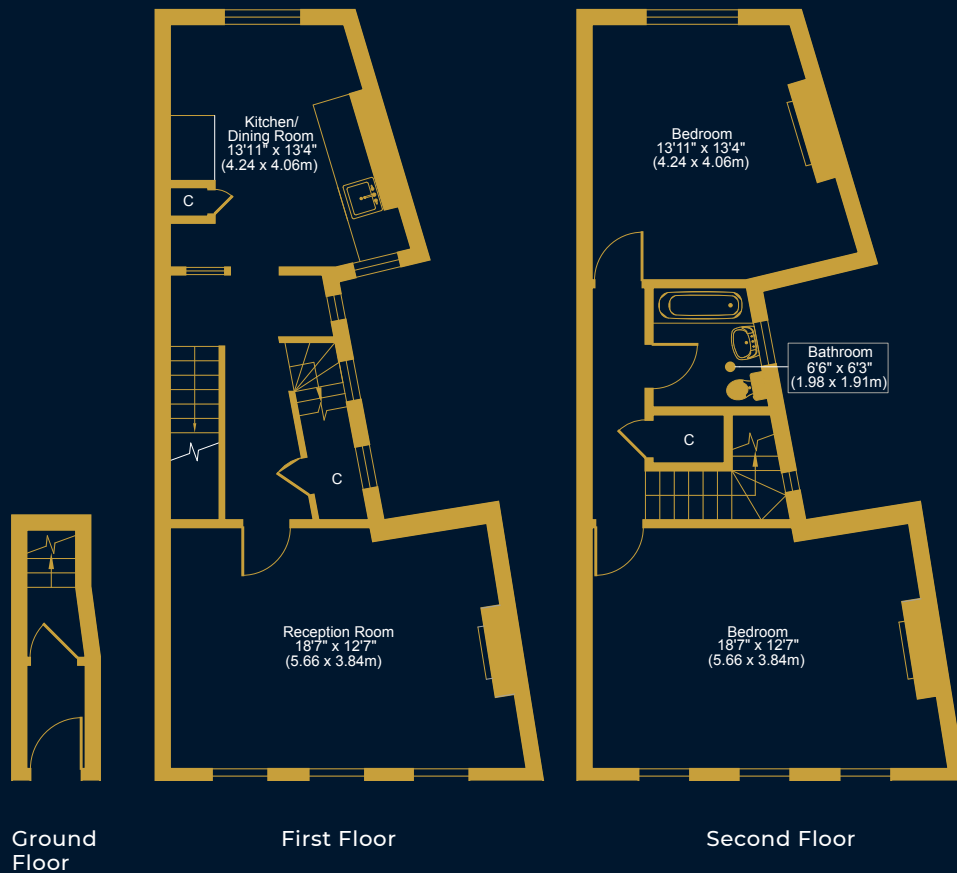 Kitchen/
Dining Room
13'11" x 13'4"
(4.24 x 4.06m)
C
C
Reception Room
18'7" x 12'7"
(5.66 x 3.84m)
Bedroom
13'11" x 13'4"
(4.24 x 4.06m)
Bathroom
6'6" x 6'3"
(1.98 x 1.91m)
C
Bedroom
18'7" x 12'7"
(5.66 x 3.84m)
Ground
Floor
First Floor
Second Floor